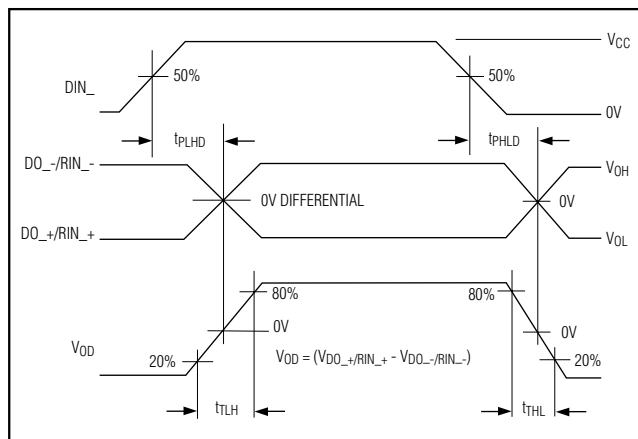 V_CC
50%
50%
DIN_
0V
t_PLHD
t_PHLD
DO_-/RIN_-
V_OH
0V DIFFERENTIAL
0V
DO_+/RIN_+
V_OL
80%
80%
0V
0V
V_OD
20%
V_OD = (V_DO_+/RIN_+ - V_DO_-/RIN_-)
20%
t_TLH
t_THL